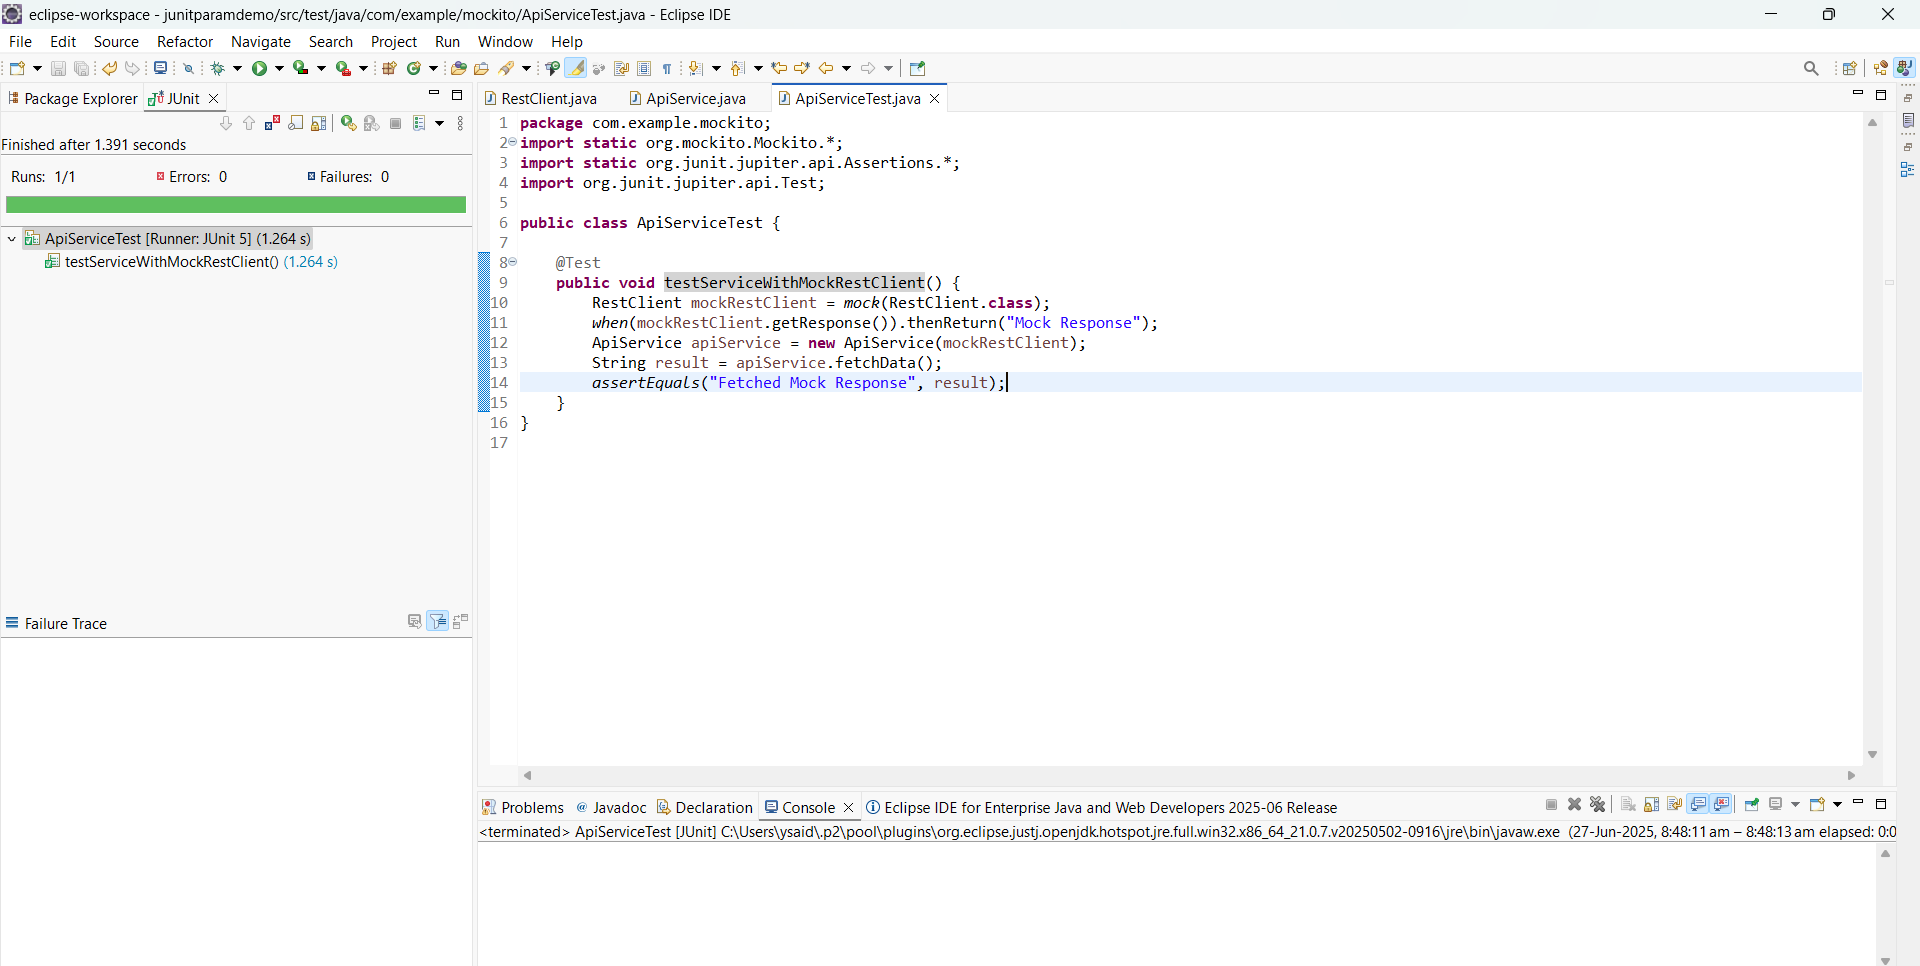 eclipse-workspace - junitparamdemo/src/test/java/com/example/mockito/ApiServiceTest.java - Eclipse IDE
File Edit Source Refactor Navigate Search Project Run Window Help
Package Explorer JUnit
Finished after 1.391 seconds
Runs: 1/1 Errors: 0 Failures: 0
ApiServiceTest [Runner: JUnit 5] (1.264 s)
testServiceWithMockRestClient() (1.264 s)
Failure Trace
RestClient.java ApiService.java ApiServiceTest.java
1 package com.example.mockito;
2 import static org.mockito.Mockito.*;
3 import static org.junit.jupiter.api.Assertions.*;
4 import org.junit.jupiter.api.Test;
5
6 public class ApiServiceTest {
7
8 @Test
9 public void testServiceWithMockRestClient() {
10 RestClient mockRestClient = mock(RestClient.class);
11 when(mockRestClient.getResponse()).thenReturn("Mock Response");
12 ApiService apiService = new ApiService(mockRestClient);
13 String result = apiService.fetchData();
14 assertEquals("Fetched Mock Response", result);
15 }
16 }
17
Problems Javadoc Declaration Console Eclipse IDE for Enterprise Java and Web Developers 2025-06 Release
<terminated> ApiServiceTest [JUnit] C:\Users\ysaid\.p2\pool\plugins\org.eclipse.justj.openjdk.hotspot.jre.full.win32.x86_64_21.0.7.v20250502-0916\jre\bin\javaw.exe (27-Jun-2025, 8:48:11 am – 8:48:13 am elapsed: 0:0